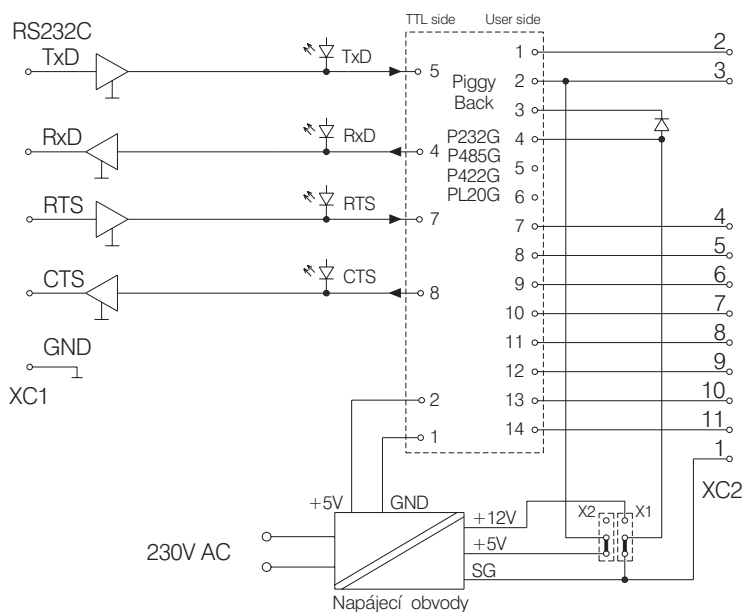 TTL side User side
RS232C
TxD
TxD
5
1
2
RxD
RxD
4
2
3
RTS
RTS
7
3
CTS
CTS
8
4
GND
XC1
Piggy
Back
P232G
P485G
P422G
PL20G
5
6
7
4
8
5
9
6
10
7
11
8
12
9
13
10
14
11
2
1
1
XC2
+5V
GND
+12V
X2
X1
230V AC
+5V
SG
Napájecí obvody